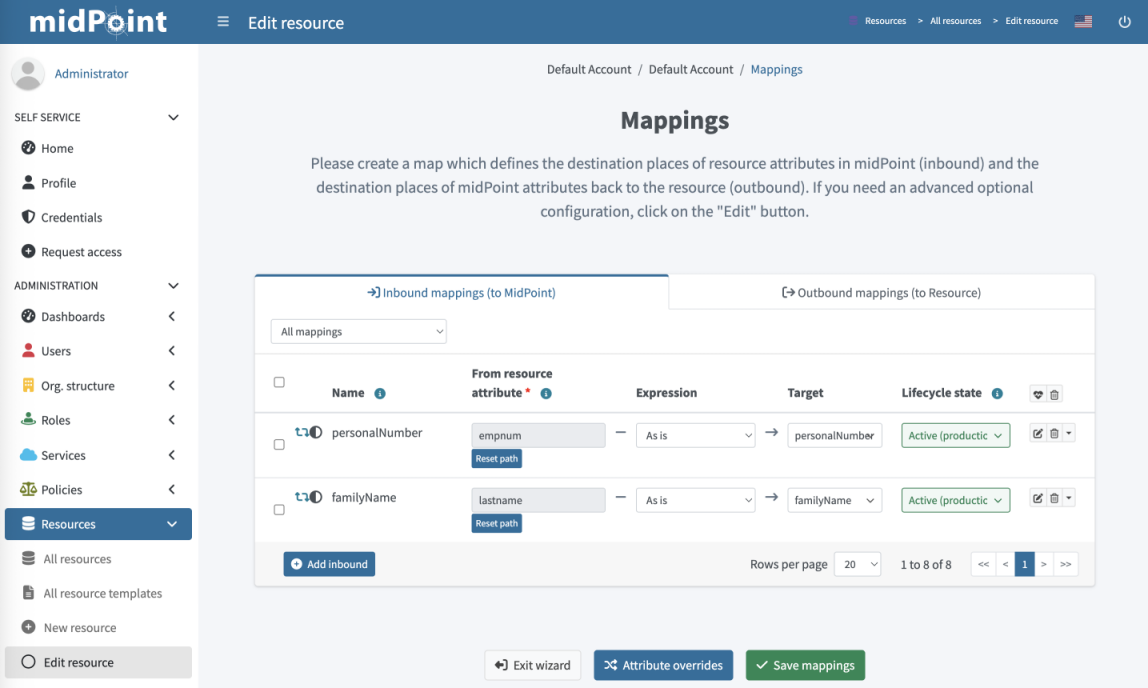 midPoint
Edit resource
Resources > All resources > Edit resource
Administrator
SELF SERVICE
Home
Profile
Credentials
Request access
ADMINISTRATION
Dashboards
Users
Org. structure
Roles
Services
Policies
Resources
All resources
All resource templates
New resource
Edit resource
Default Account / Default Account / Mappings
Mappings
Please create a map which defines the destination places of resource attributes in midPoint (inbound) and the
destination places of midPoint attributes back to the resource (outbound). If you need an advanced optional
configuration, click on the "Edit" button.
Inbound mappings (to MidPoint)
Outbound mappings (to Resource)
All mappings
Name
From resource
attribute *
Expression
Target
Lifecycle state
personalNumber
empnum
Reset path
As is
personalNumber
Active (productic
familyName
lastname
Reset path
As is
familyName
Active (productic
Add inbound
Rows per page 20 1 to 8 of 8 << < 1 > >>
Exit wizard
Attribute overrides
Save mappings